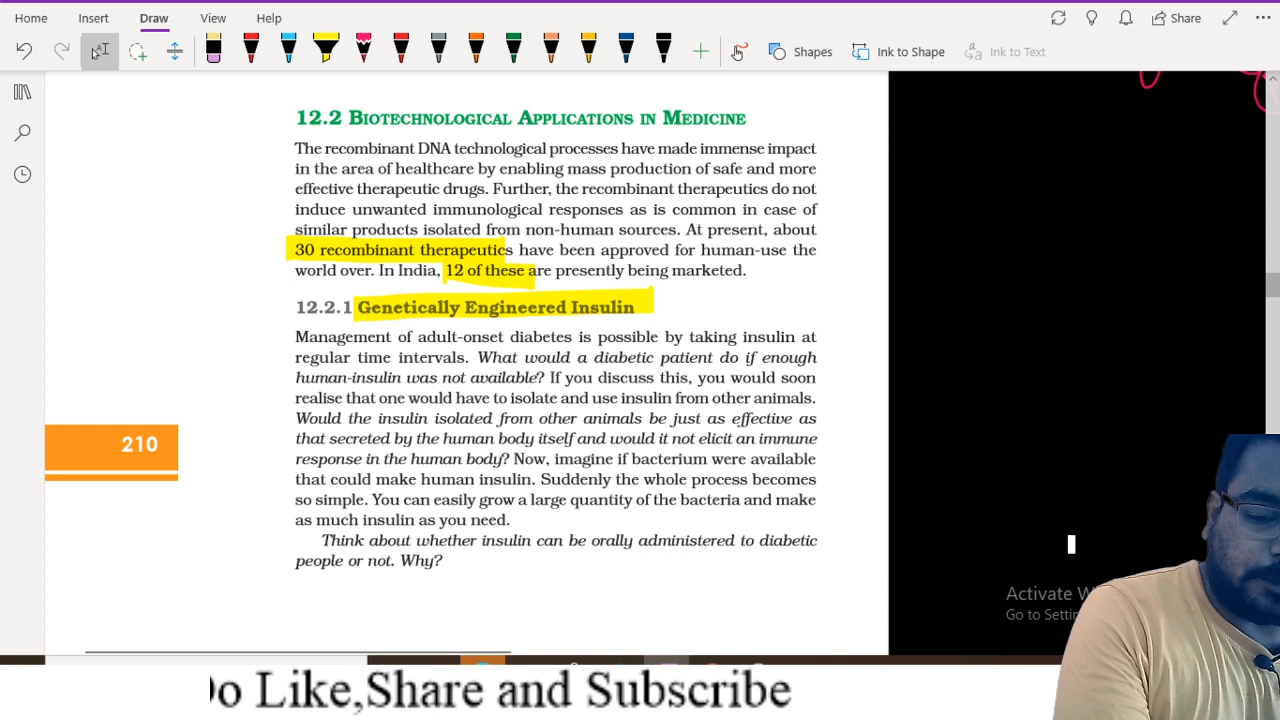 Home Insert Draw View Help Share
Shapes Ink to Shape Ink to Text
12.2 BIOTECHNOLOGICAL APPLICATIONS IN MEDICINE
The recombinant DNA technological processes have made immense impact
in the area of healthcare by enabling mass production of safe and more
effective therapeutic drugs. Further, the recombinant therapeutics do not
induce unwanted immunological responses as is common in case of
similar products isolated from non-human sources. At present, about
30 recombinant therapeutics have been approved for human-use the
world over. In India, 12 of these are presently being marketed.
12.2.1 Genetically Engineered Insulin
Management of adult-onset diabetes is possible by taking insulin at
regular time intervals. What would a diabetic patient do if enough
human-insulin was not available? If you discuss this, you would soon
realise that one would have to isolate and use insulin from other animals.
Would the insulin isolated from other animals be just as effective as
that secreted by the human body itself and would it not elicit an immune
response in the human body? Now, imagine if bacterium were available
that could make human insulin. Suddenly the whole process becomes
so simple. You can easily grow a large quantity of the bacteria and make
as much insulin as you need.
Think about whether insulin can be orally administered to diabetic
people or not. Why?
210
Activate
Go to
Like,Share and Subscribe